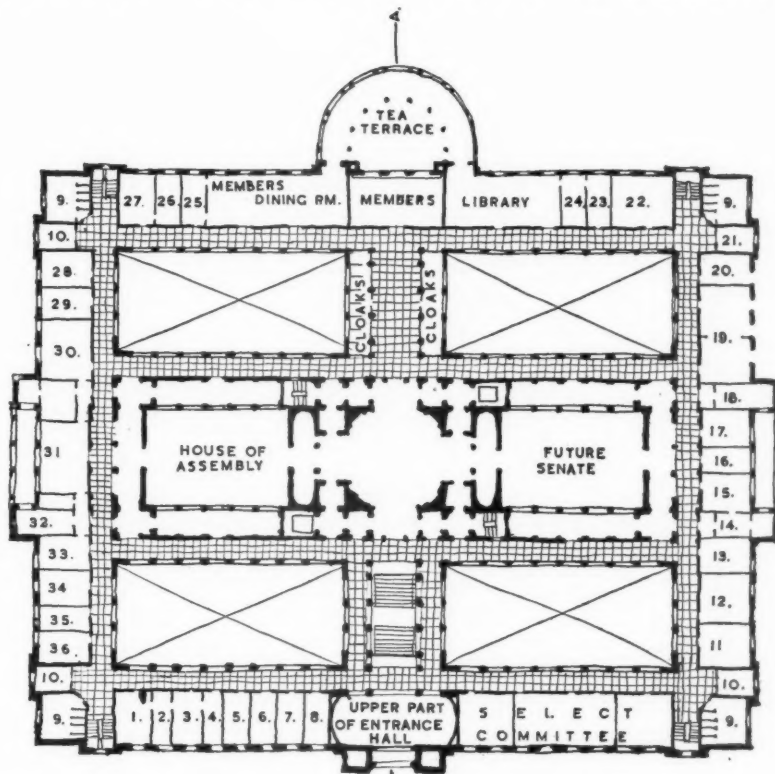 A.
TEA
TERRACE
9. 27. 26. 25. MEMBERS
DINING RM. MEMBERS LIBRARY 24. 23. 22. 9.
10. 21.
28. CLOAKS CLOAKS 20.
29.
30. 19.
18.
HOUSE OF
ASSEMBLY
FUTURE
SENATE
17.
31 16.
15.
32. 14.
33. 13.
34 12.
35.
36. 11
10. 10.
9. 1. 2. 3. 4. 5. 6. 7. 8. UPPER PART
OF ENTRANCE
HALL
SELECT
COMMITTEE 9.